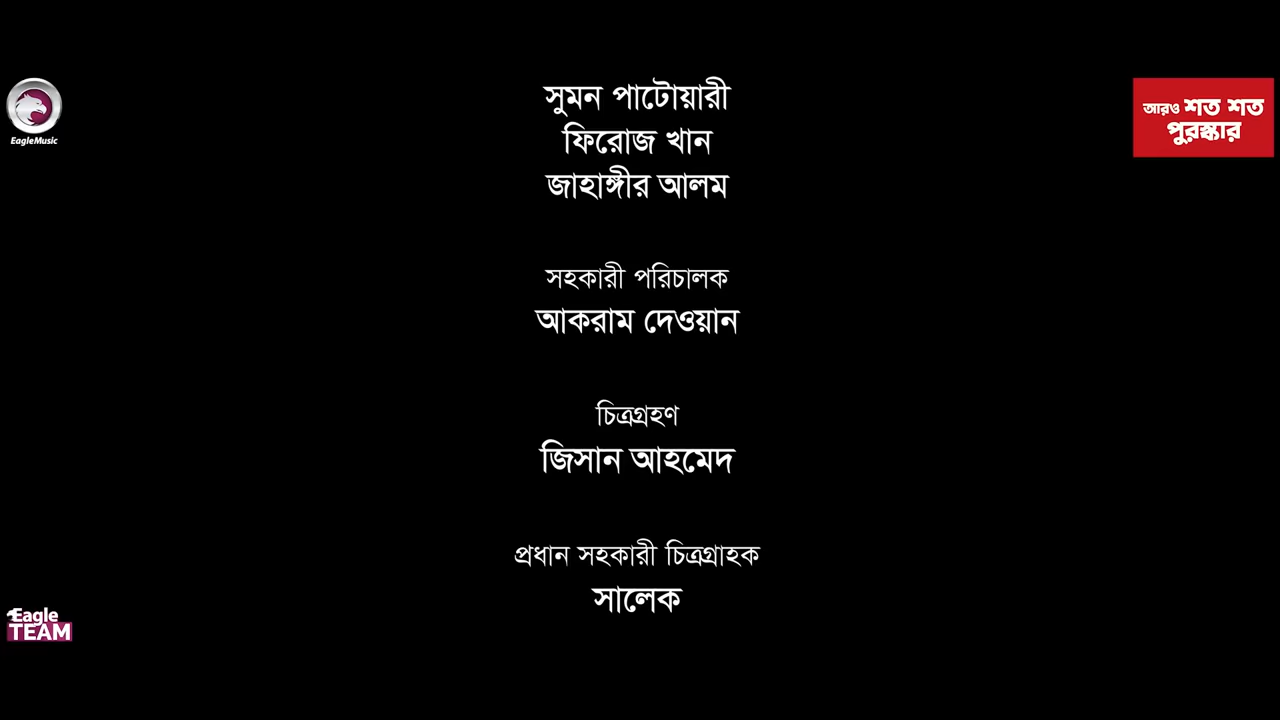 সুমন পাটোয়ারী
ফিরোজ খান
জাহাঙ্গীর আলম
EagleMusic
আরও শত শত
পুরস্কার
সহকারী পরিচালক
আকরাম দেওয়ান
চিত্রগ্রহণ
জিসান আহমেদ
প্রধান সহকারী চিত্রগ্রাহক
সালেক
Eagle
TEAM